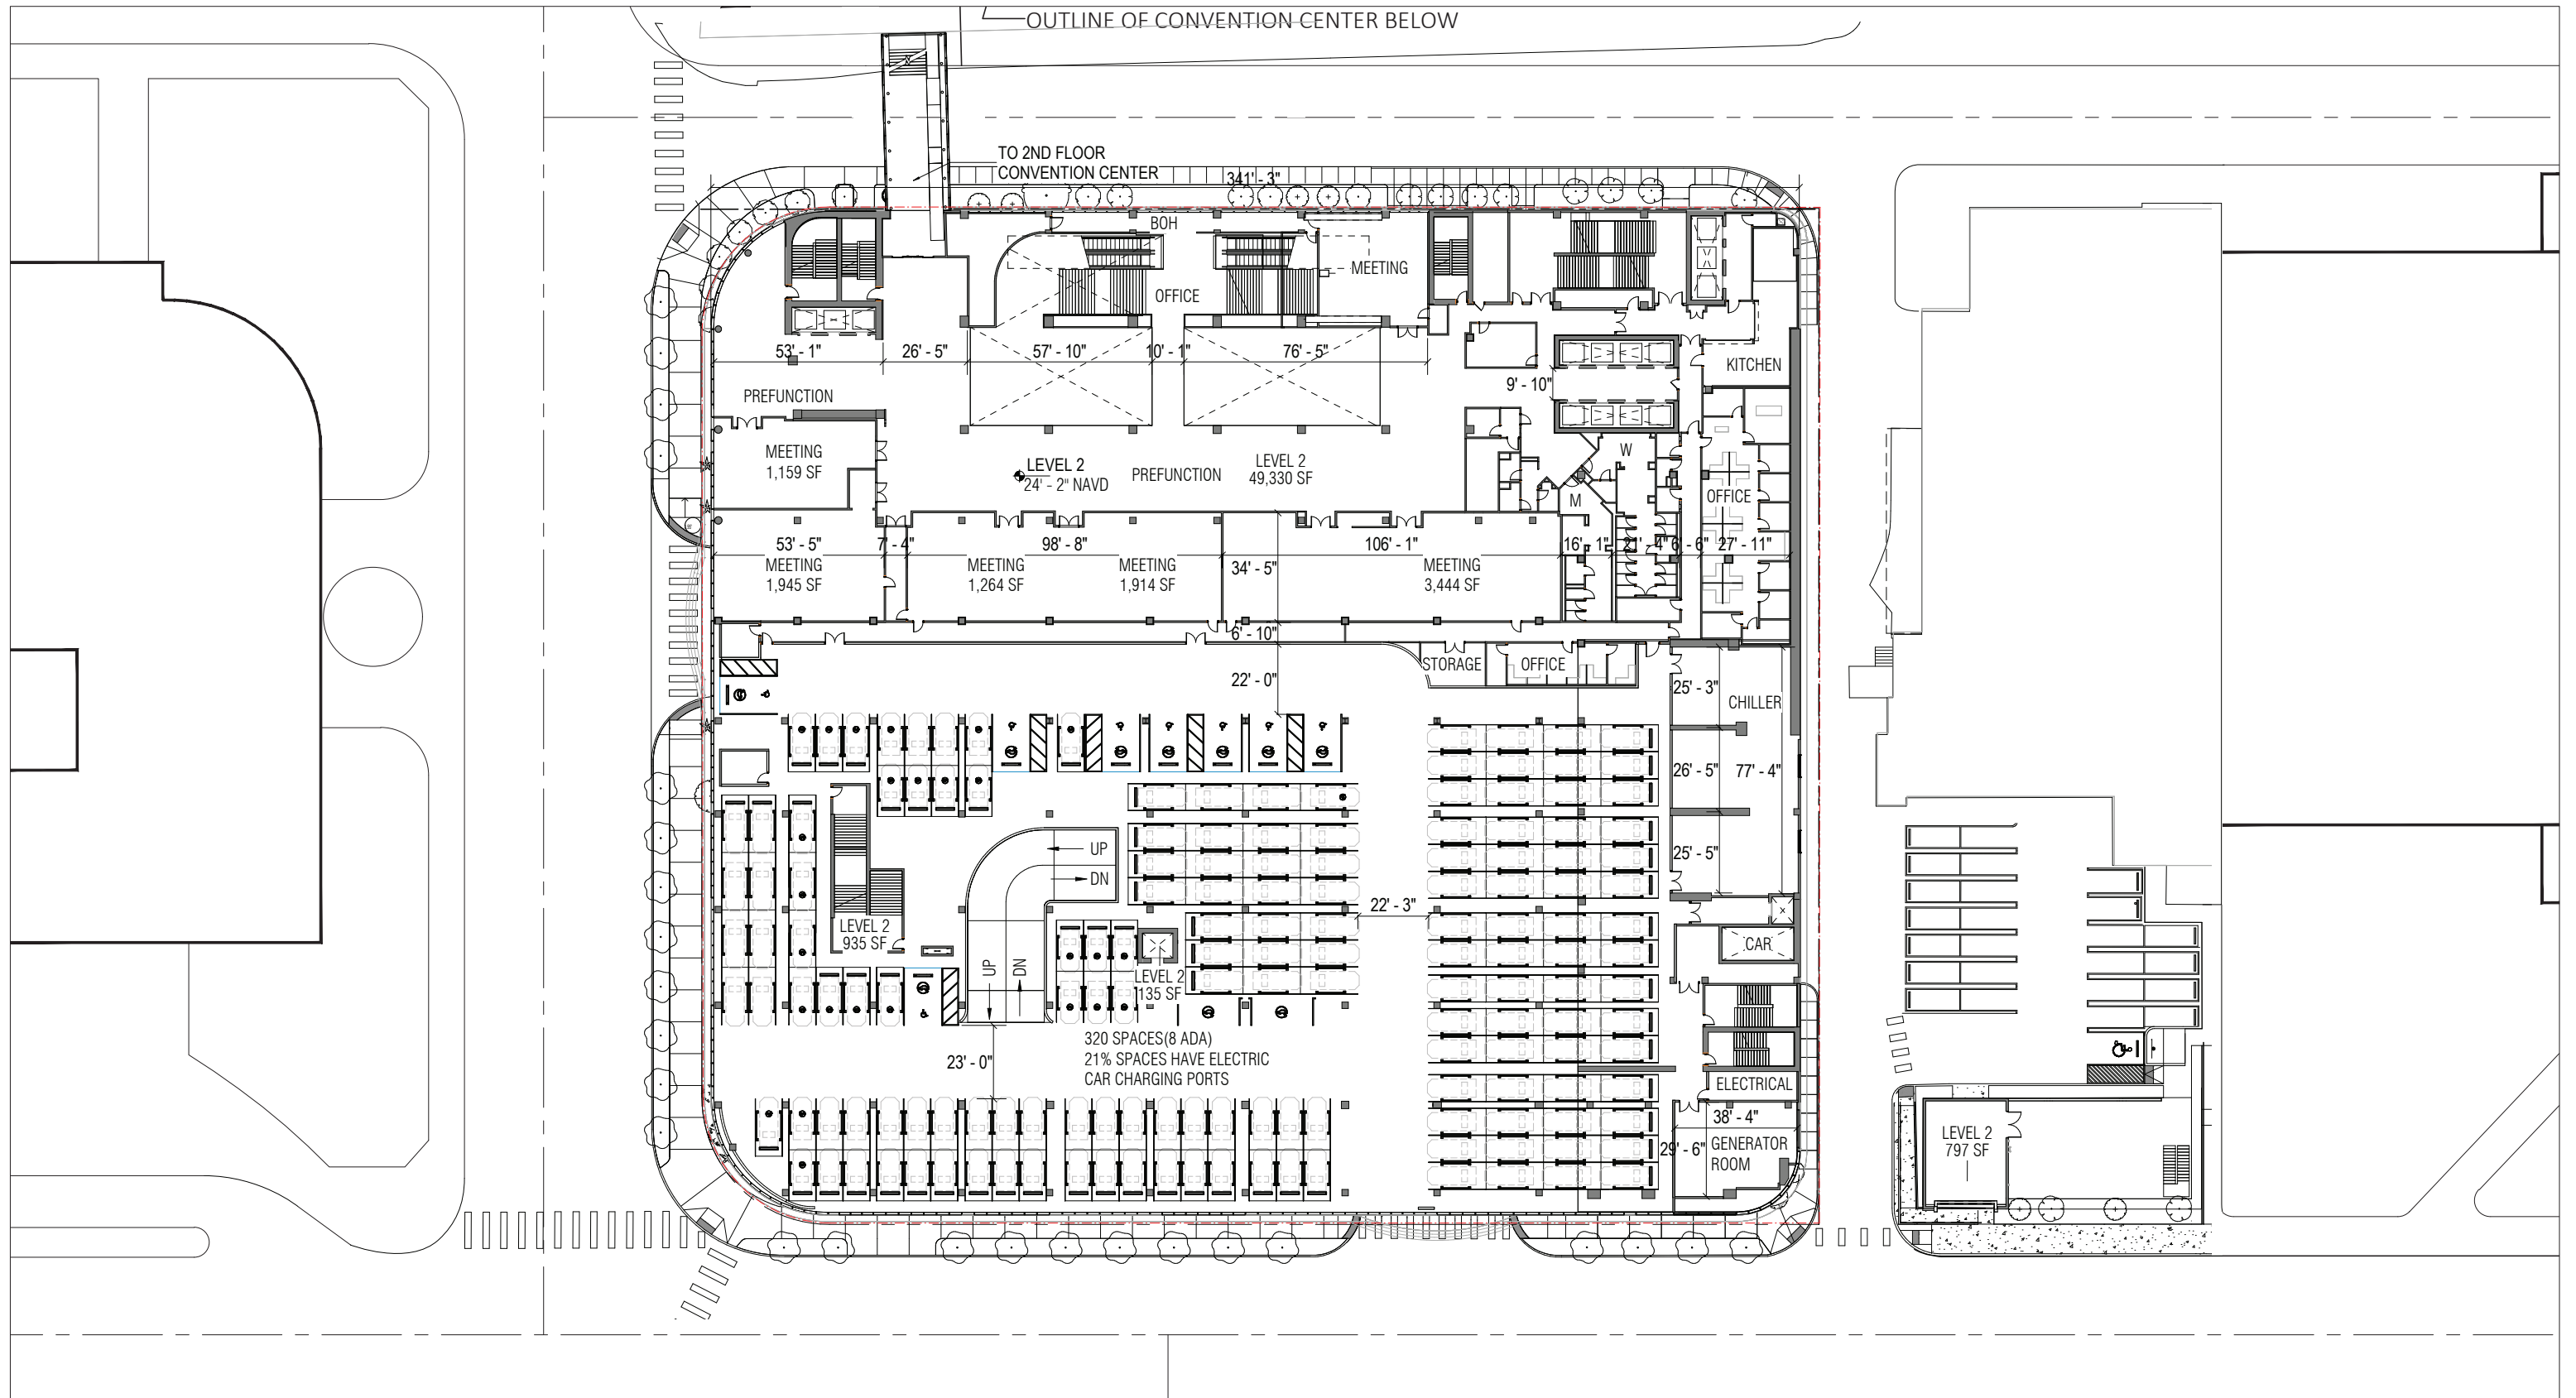 OUTLINE OF CONVENTION CENTER BELOW
TO 2ND FLOOR
CONVENTION CENTER
341' - 3"
BOH
MEETING
OFFICE
53' - 1"
26' - 5"
57' - 10"
10' - 1"
76' - 5"
9' - 10"
KITCHEN
PREFUNCTION
MEETING
1,159 SF
LEVEL 2
24' - 2" NAVD
PREFUNCTION
LEVEL 2
49,330 SF
W
M
OFFICE
53' - 5"
7' - 4"
98' - 8"
106' - 1"
16' - 1"
21' - 4"
6' - 6"
27' - 11"
MEETING
1,945 SF
MEETING
1,264 SF
MEETING
1,914 SF
34' - 5"
MEETING
3,444 SF
6' - 10"
22' - 0"
STORAGE
OFFICE
25' - 3"
CHILLER
26' - 5"
77' - 4"
25' - 5"
UP
DN
22' - 3"
LEVEL 2
935 SF
CAR
UP
DN
LEVEL 2
135 SF
320 SPACES(8 ADA)
21% SPACES HAVE ELECTRIC
CAR CHARGING PORTS
23' - 0"
ELECTRICAL
38' - 4"
29' - 6"
GENERATOR
ROOM
LEVEL 2
797 SF